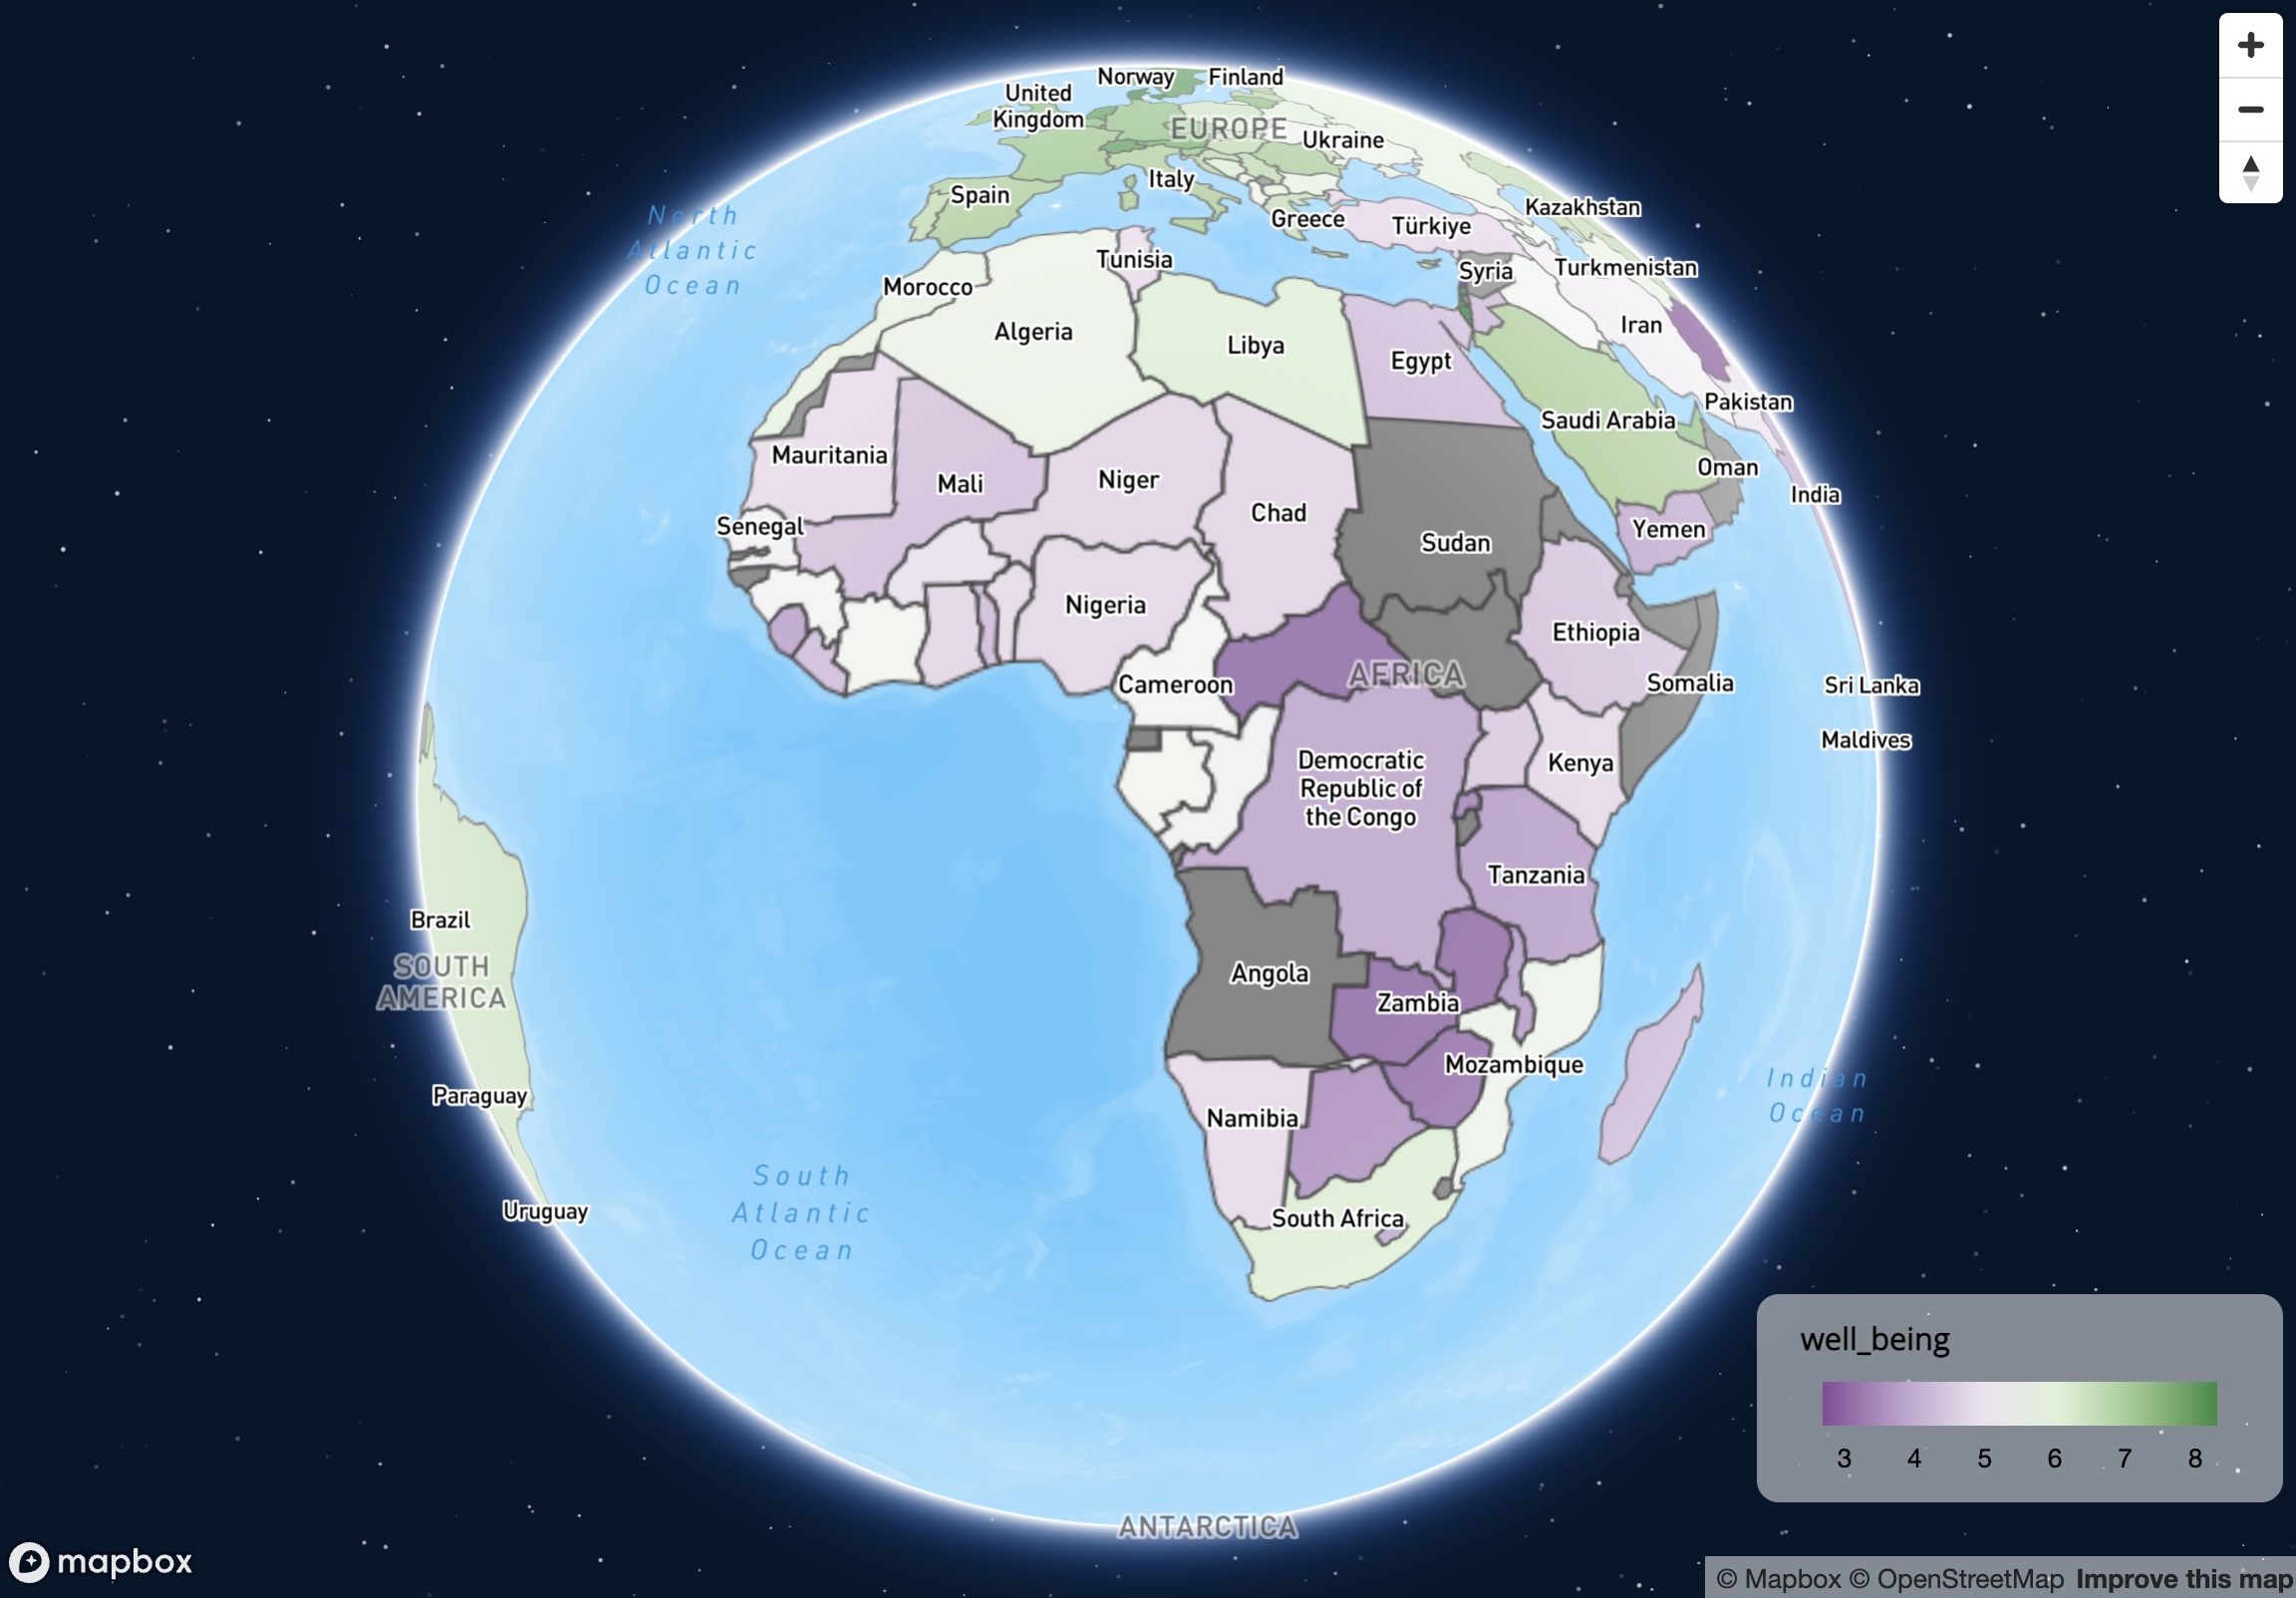 Norway
Finland
United
Kingdom
EUROPE
Ukraine
Italy
Spain
Greece
Türkiye
Kazakhstan
North
Atlantic
Ocean
Tunisia
Syria
Turkmenistan
Morocco
Algeria
Libya
Egypt
Iran
Pakistan
Saudi Arabia
Mauritania
Mali
Niger
Chad
Oman
India
Senegal
Sudan
Yemen
Nigeria
Ethiopia
Cameroon
AFRICA
Somalia
Sri Lanka
Maldives
Democratic
Republic of
the Congo
Kenya
Tanzania
Brazil
SOUTH
AMERICA
Angola
Zambia
Paraguay
Mozambique
Indian
Ocean
Namibia
South
Atlantic
Ocean
Uruguay
South Africa
well_being
3 4 5 6 7 8
ANTARCTICA
mapbox
© Mapbox © OpenStreetMap Improve this map